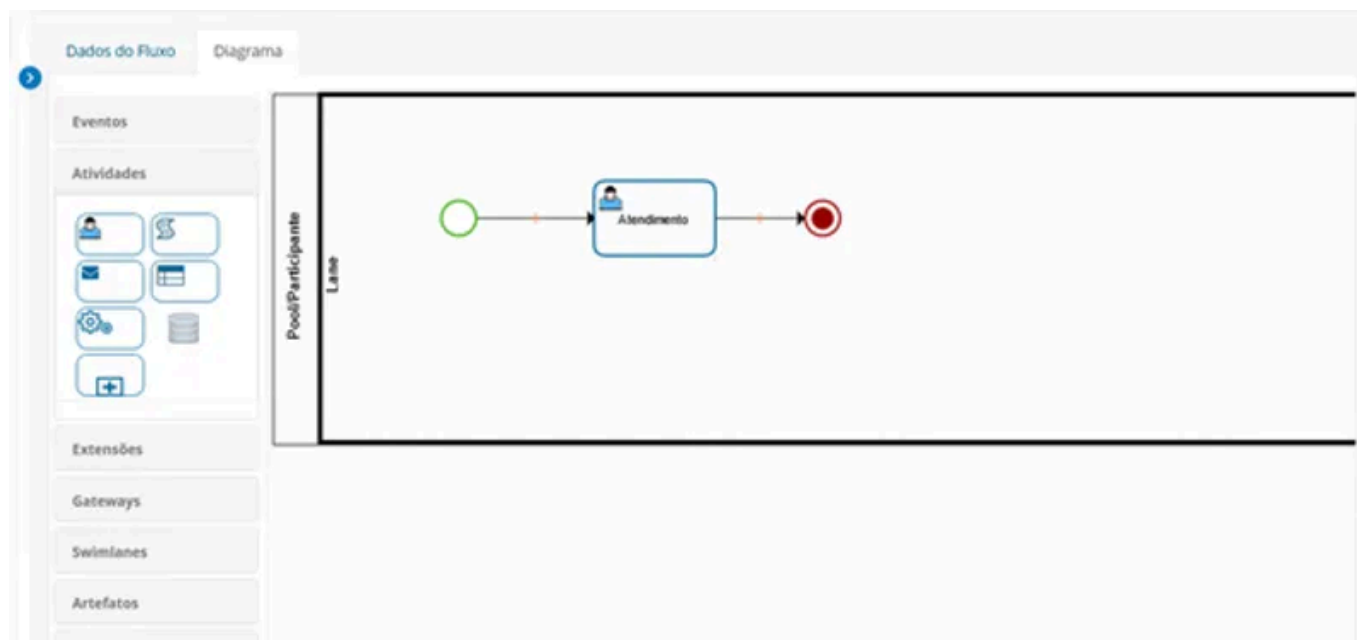 Dados do Fluxo
Diagrama
Eventos
Atividades
Extensões
Gateways
Swimlanes
Artefatos
Pool/Participante
Lane
Atendimento